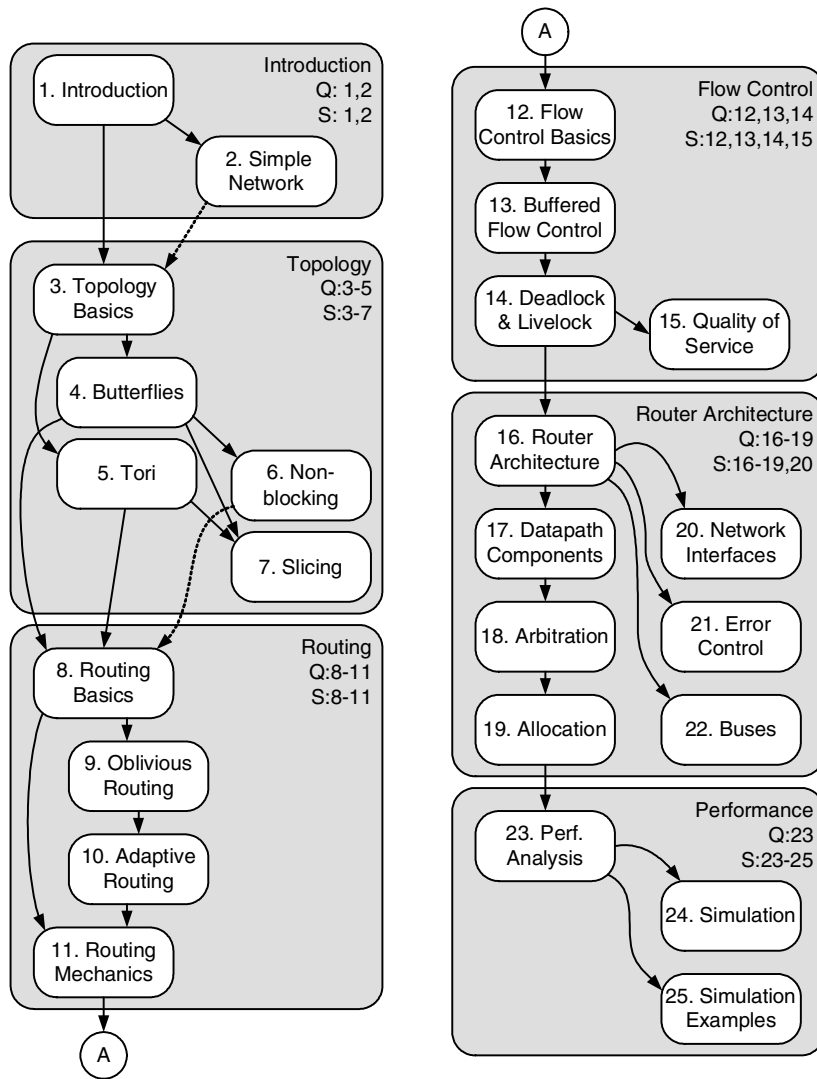 Introduction
Q: 1,2
S: 1,2
1. Introduction
2. Simple
Network
Topology
Q:3-5
S:3-7
3. Topology
Basics
4. Butterflies
5. Tori
6. Non-
blocking
7. Slicing
Routing
Q:8-11
S:8-11
8. Routing
Basics
9. Oblivious
Routing
10. Adaptive
Routing
11. Routing
Mechanics
A
A
Flow Control
Q:12,13,14
S:12,13,14,15
12. Flow
Control Basics
13. Buffered
Flow Control
14. Deadlock
& Livelock
15. Quality of
Service
Router Architecture
Q:16-19
S:16-19,20
16. Router
Architecture
17. Datapath
Components
18. Arbitration
19. Allocation
20. Network
Interfaces
21. Error
Control
22. Buses
Performance
Q:23
S:23-25
23. Perf.
Analysis
24. Simulation
25. Simulation
Examples